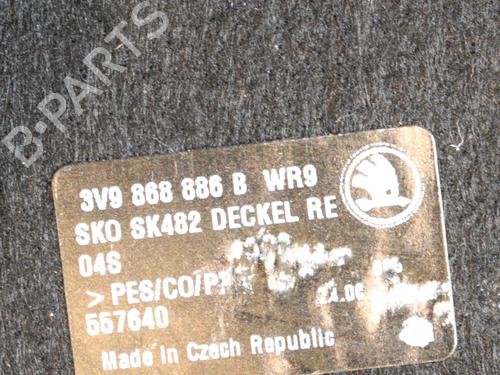 B-PARTS
3V9 868 886 B WR9
SKO SK482 DECKEL RE
04S
> PES/CO/P
557640
Made in Czech Republic